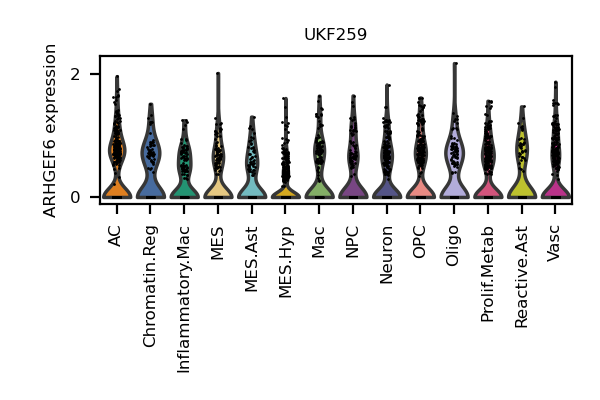 UKF259
ARHGEF6 expression
2
0
AC
Chromatin.Reg
Inflammatory.Mac
MES
MES.Ast
MES.Hyp
Mac
NPC
Neuron
OPC
Oligo
Prolif.Metab
Reactive.Ast
Vasc